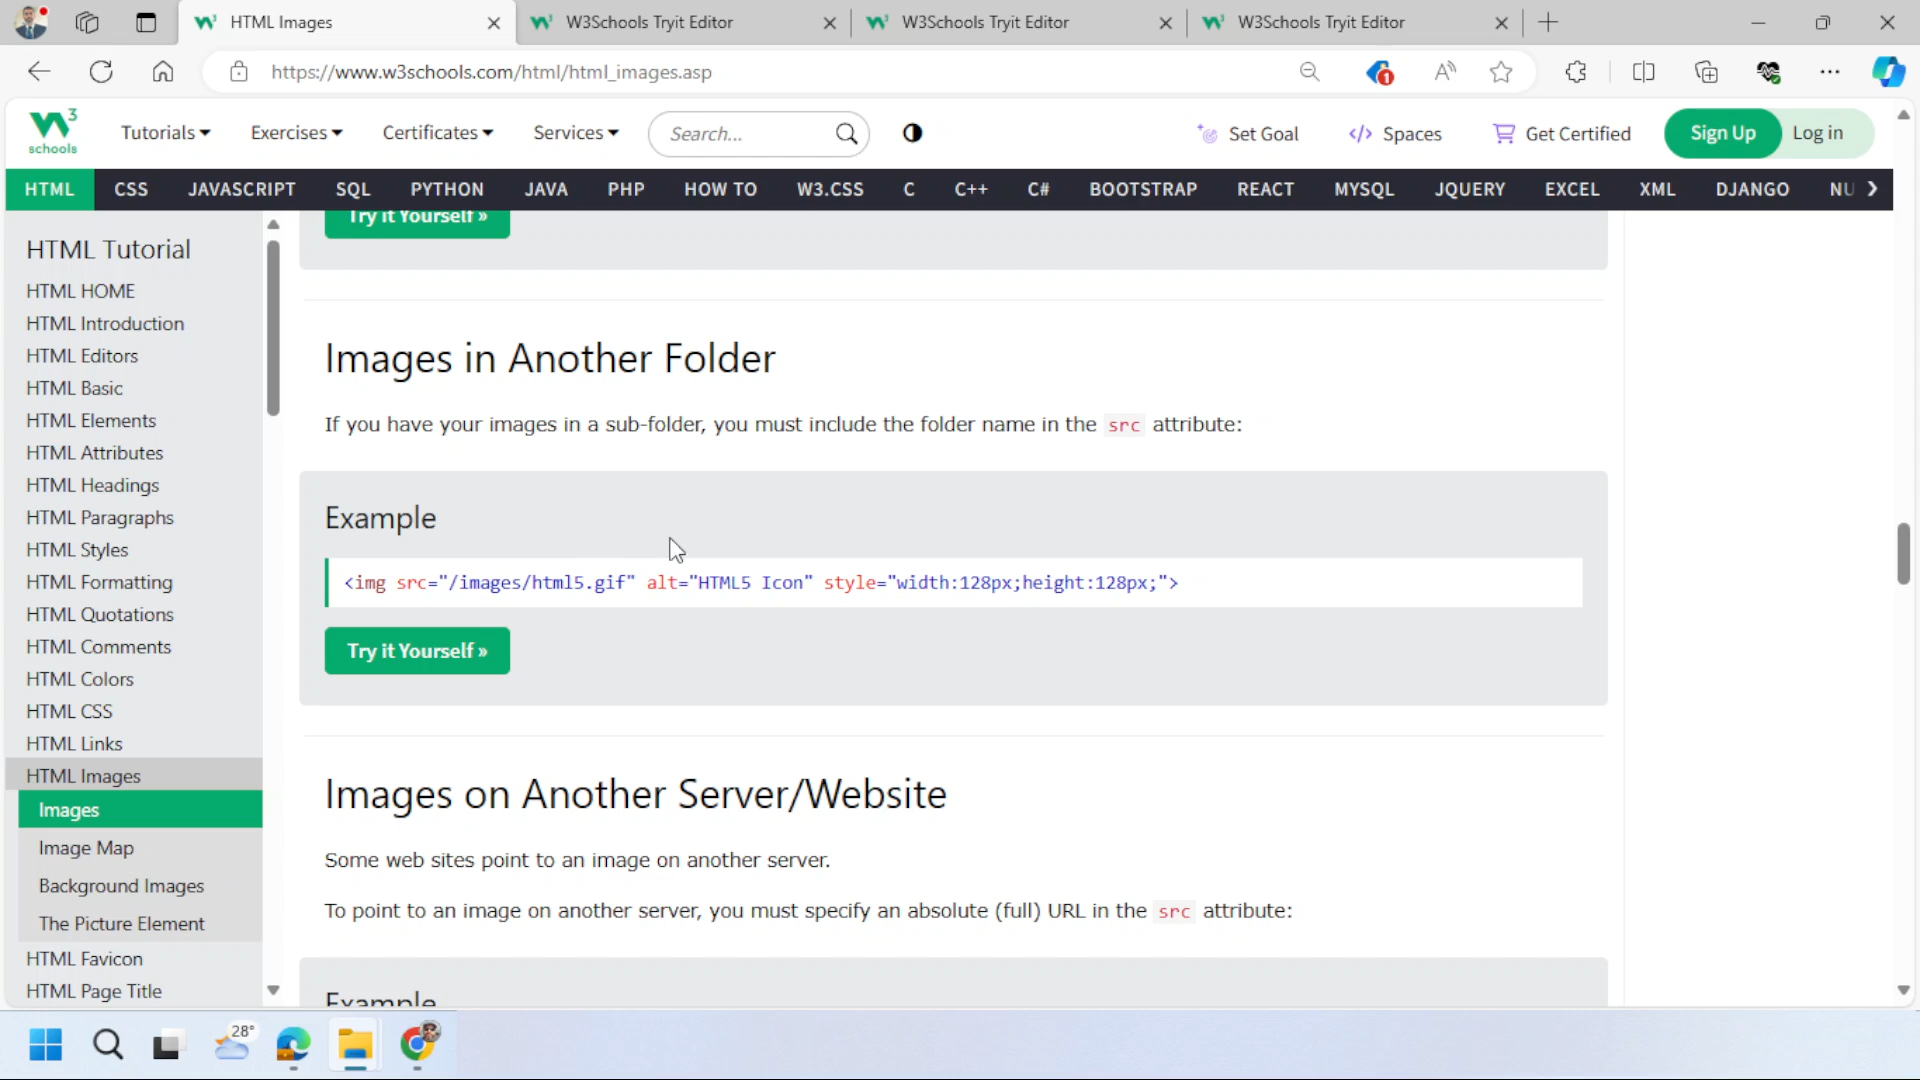 HTML Images
W3Schools Tryit Editor
W3Schools Tryit Editor
W3Schools Tryit Editor
https://www.w3schools.com/html/html_images.asp
1
W3
schools
Tutorials
Exercises
Certificates
Services
Search...
Set Goal
Spaces
Get Certified
Sign Up
Log in
HTML CSS JAVASCRIPT SQL PYTHON JAVA PHP HOW TO W3.CSS C C++ C# BOOTSTRAP REACT MYSQL JQUERY EXCEL XML DJANGO NU
HTML Tutorial
HTML HOME
HTML Introduction
HTML Editors
HTML Basic
HTML Elements
HTML Attributes
HTML Headings
HTML Paragraphs
HTML Styles
HTML Formatting
HTML Quotations
HTML Comments
HTML Colors
HTML CSS
HTML Links
HTML Images
Images
Image Map
Background Images
The Picture Element
HTML Favicon
HTML Page Title
Try it Yourself »
Images in Another Folder
If you have your images in a sub-folder, you must include the folder name in the src attribute:
Example
<img src="/images/html5.gif" alt="HTML5 Icon" style="width:128px;height:128px;">
Try it Yourself »
Images on Another Server/Website
Some web sites point to an image on another server.
To point to an image on another server, you must specify an absolute (full) URL in the src attribute:
Example
28°